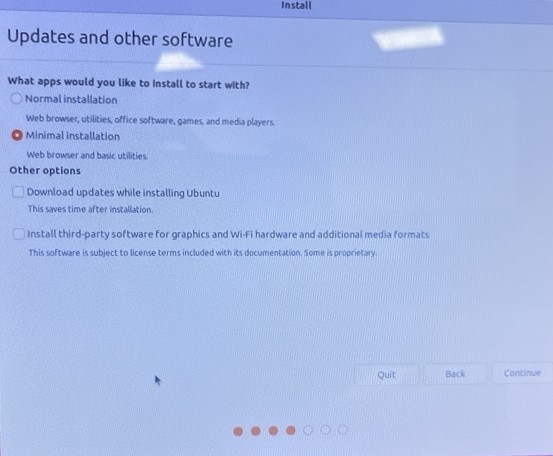 Install
Updates and other software
What apps would you like to install to start with?
Normal installation
Web browser, utilities, office software, games, and media players.
Minimal installation
Web browser and basic utilities.
Other options
Download updates while installing Ubuntu
This saves time after installation.
Install third-party software for graphics and Wi-Fi hardware and additional media formats
This software is subject to license terms included with its documentation. Some is proprietary.
Quit
Back
Continue